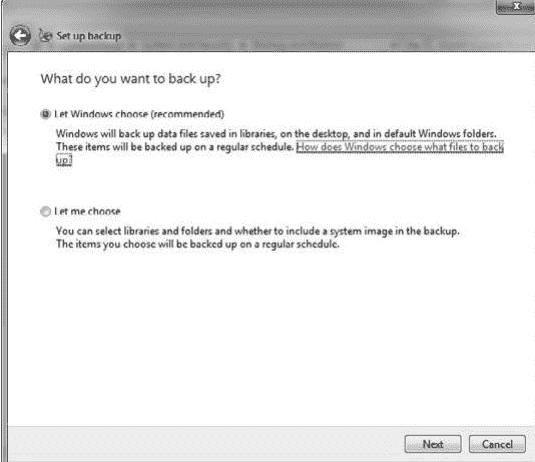 Set up backup
What do you want to back up?
Let Windows choose (recommended)
Windows will back up data files saved in libraries, on the desktop, and in default Windows folders.
These items will be backed up on a regular schedule. How does Windows choose what files to back
up?
Let me choose
You can select libraries and folders and whether to include a system image in the backup.
The items you choose will be backed up on a regular schedule.
Next Cancel